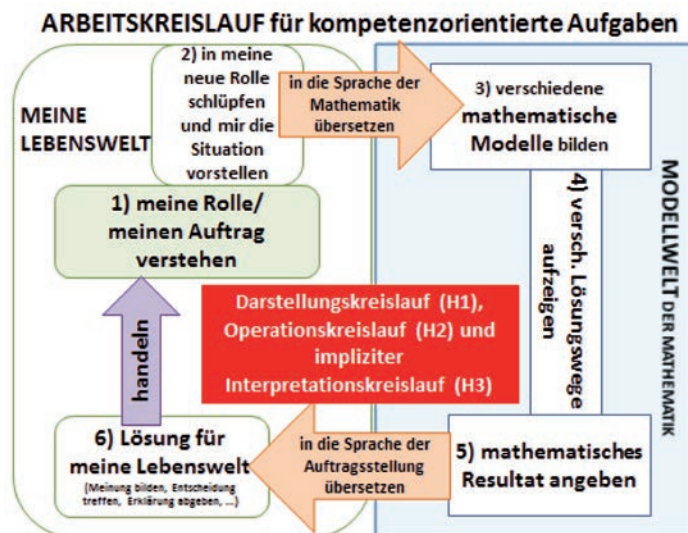 ARBEITSKREISLAUF für kompetenzorientierte Aufgaben
MEINE
LEBENSWELT
2) in meine
neue Rolle
schlüpfen
und mir die
Situation
vorstellen
in die Sprache der
Mathematik
übersetzen
3) verschiedene
mathematische
Modelle bilden
1) meine Rolle/
meinen Auftrag
verstehen
4) versch. Lösungswege
aufzeigen
MODELLWELT DER MATHEMATIK
Darstellungskreislauf (H1),
Operationskreislauf (H2) und
impliziter
Interpretationskreislauf (H3)
handeln
6) Lösung für
meine Lebenswelt
(Meinung bilden, Entscheidung
treffen, Erklärung abgeben, ...)
in die Sprache der
Auftragsstellung
übersetzen
5) mathematisches
Resultat angeben